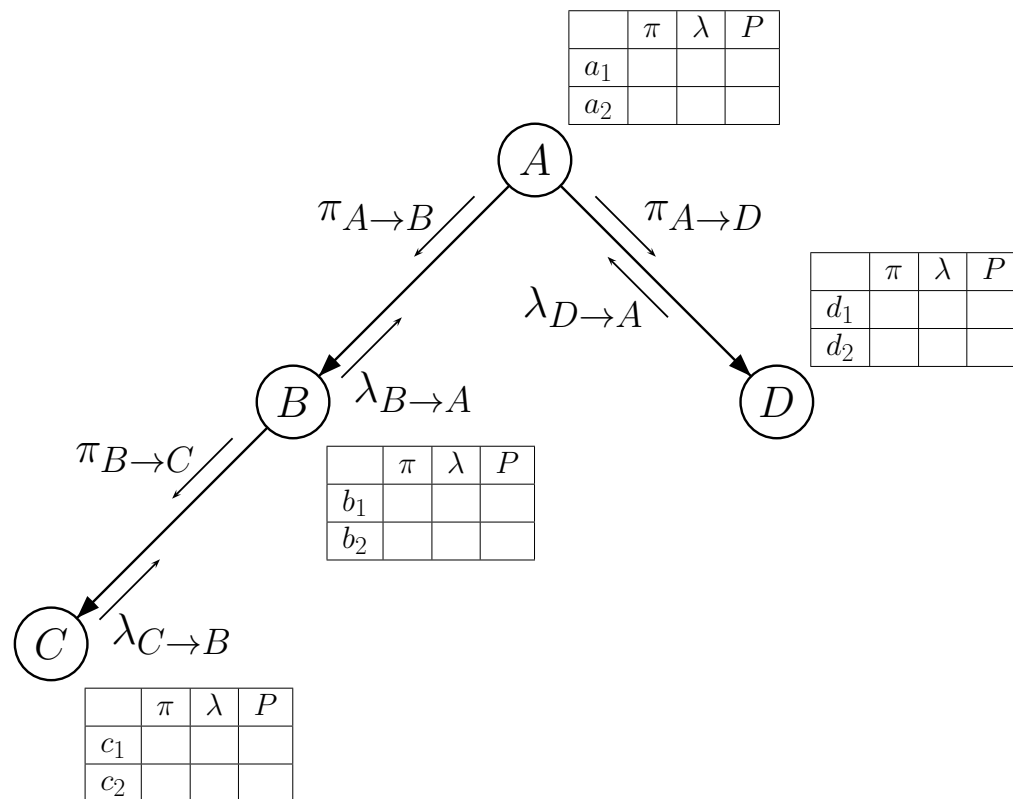 π λ P
a₁
a₂
A
π_{A→B}
π_{A→D}
π λ P
d₁
d₂
λ_{D→A}
B
λ_{B→A}
D
π_{B→C}
π λ P
b₁
b₂
C
λ_{C→B}
π λ P
c₁
c₂